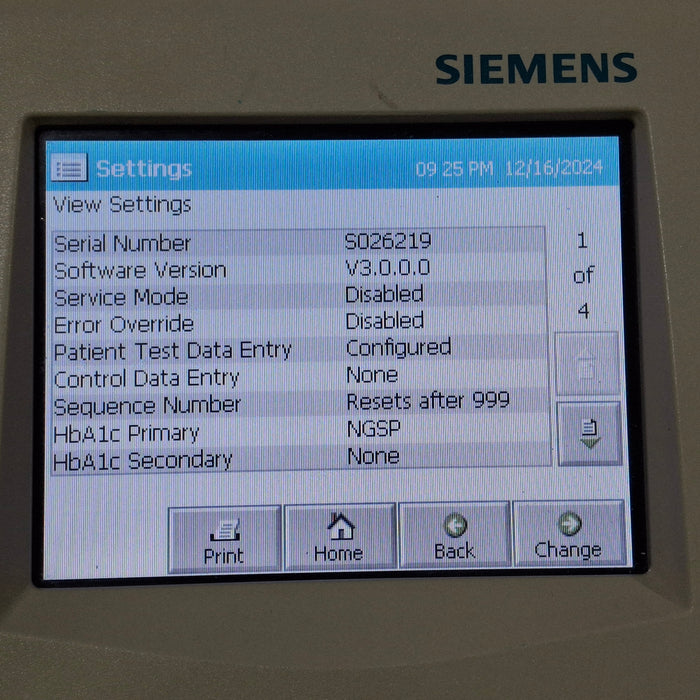 SIEMENS
Settings 09 25 PM 12/16/2024
View Settings
Serial Number S026219
Software Version V3.0.0.0
Service Mode Disabled
Error Override Disabled
Patient Test Data Entry Configured
Control Data Entry None
Sequence Number Resets after 999
HbA1c Primary NGSP
HbA1c Secondary None
1
of
4
Print Home Back Change